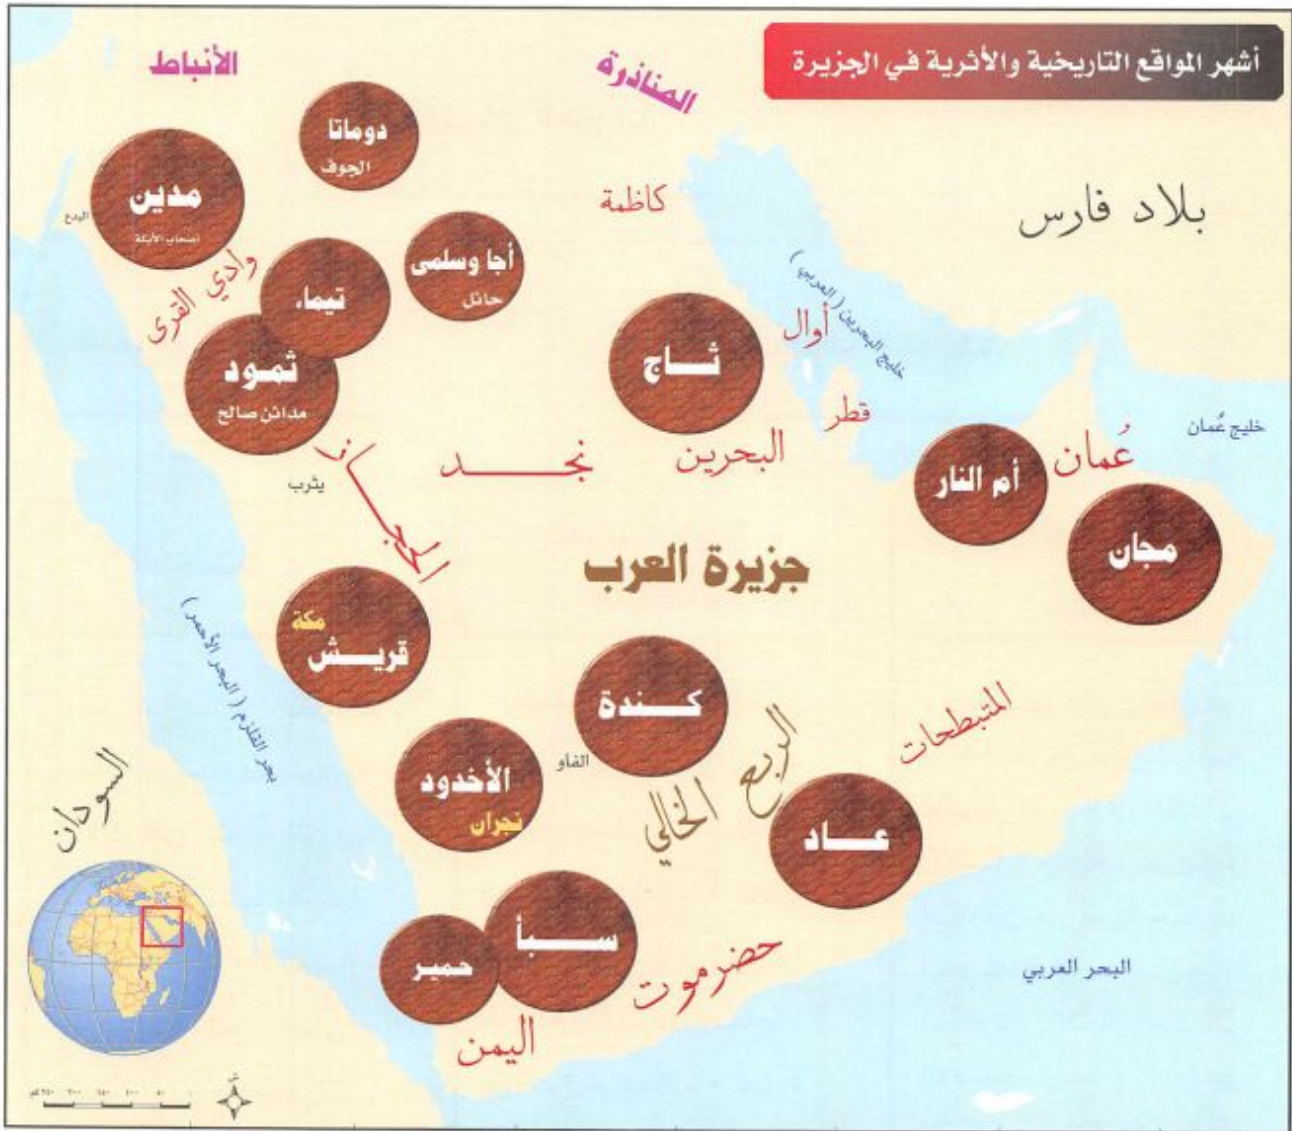 أشهر المواقع التاريخية والأثرية في الجزيرة
المناذرة
الأنباط
دوماتا
الجوف
مدين
أصحاب الأيكة
البدع
كاظمة
بلاد فارس
أجا وسلمى
حائل
وادي القرى
تيماء
ثمود
مدائن صالح
خليج البحرين (العربي)
أوال
ثاج
قطر
البحرين
خليج عُمان
عُمان
أم النار
مجان
نجد
الحجاز
يثرب
جزيرة العرب
مكة
قريش
بحر القلزم (البحر الأحمر)
كندة
الفاو
الربع الخالي
المتبطحات
الأخدود
نجران
عاد
السودان
سبأ
حمير
حضرموت
اليمن
البحر العربي
ش